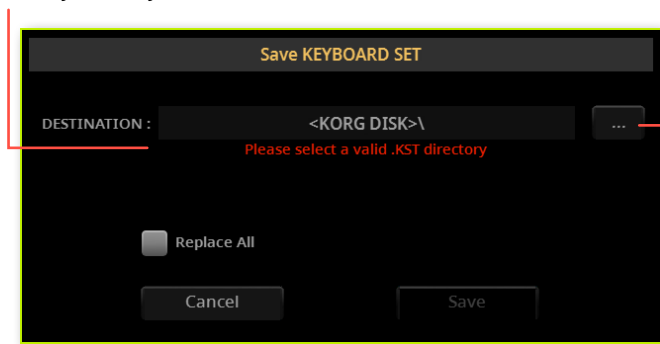 Save KEYBOARD SET
DESTINATION : <KORG DISK>\ ...
Please select a valid .KST directory
Replace All
Cancel Save